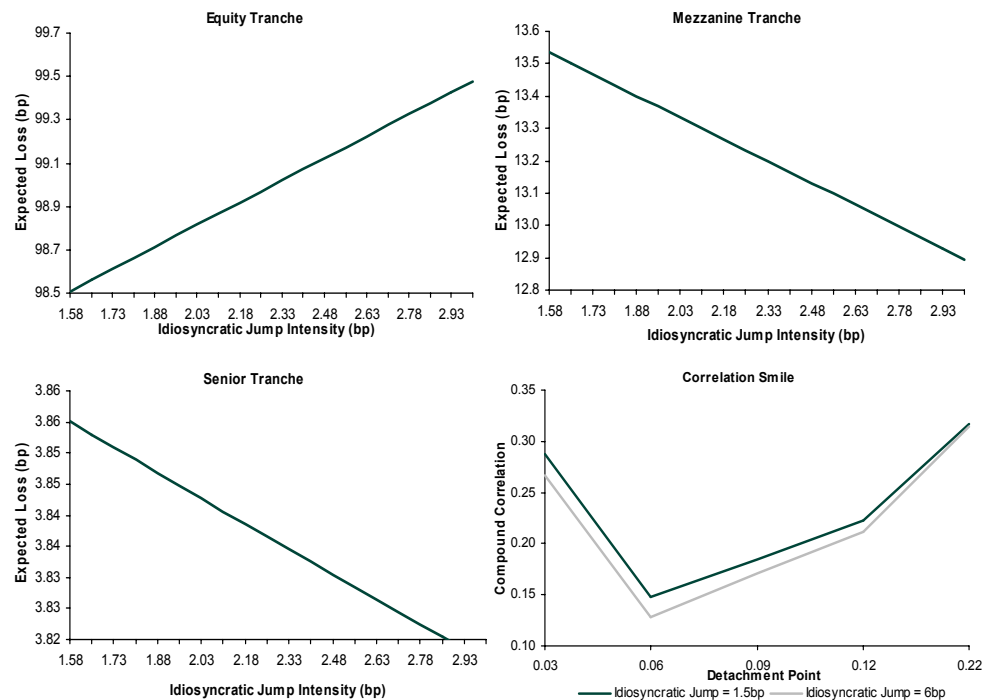 Equity Tranche
99.7
99.5
99.3
99.1
98.9
98.7
98.5
Expected Loss (bp)
1.58 1.73 1.88 2.03 2.18 2.33 2.48 2.63 2.78 2.93
Idiosyncratic Jump Intensity (bp)
Mezzanine Tranche
13.6
13.5
13.4
13.3
13.2
13.1
13.0
12.9
12.8
Expected Loss (bp)
1.58 1.73 1.88 2.03 2.18 2.33 2.48 2.63 2.78 2.93
Idiosyncratic Jump Intensity (bp)
Senior Tranche
3.86
3.86
3.85
3.85
3.84
3.84
3.83
3.83
3.82
Expected Loss (bp)
1.58 1.73 1.88 2.03 2.18 2.33 2.48 2.63 2.78 2.93
Idiosyncratic Jump Intensity (bp)
Correlation Smile
0.35
0.30
0.25
0.20
0.15
0.10
Compound Correlation
0.03 0.06 0.09 0.12 0.22
Detachment Point
Idiosyncratic Jump = 1.5bp Idiosyncratic Jump = 6bp